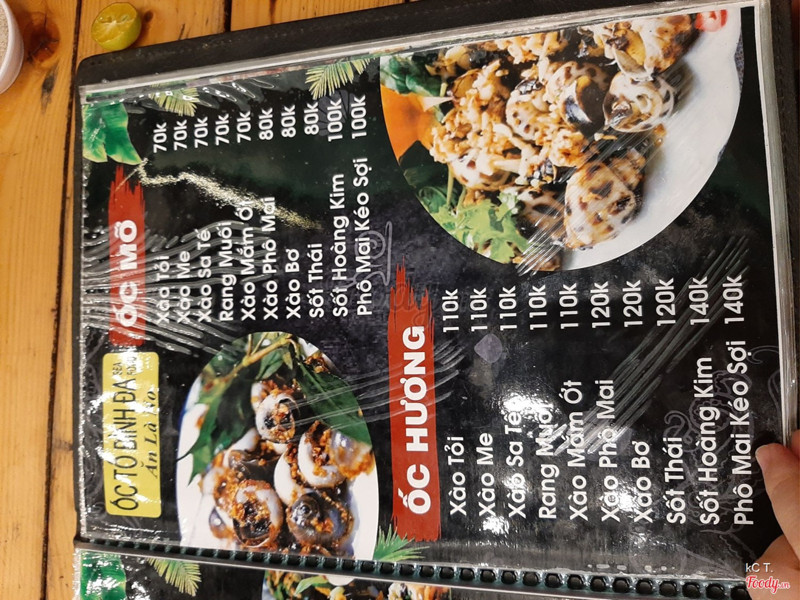 ỐC TÔ BÌNH ĐA
Ăn Là No
ỐC MỠ
Xào Tỏi 70k
Xào Me 70k
Xào Sa Tế 70k
Rang Muối 70k
Xào Mắm Ớt 70k
Xào Phô Mai 80k
Xào Bơ 80k
Sốt Thái 80k
Sốt Hoàng Kim 100k
Phô Mai Kéo Sợi 100k
ỐC HƯƠNG
Xào Tỏi 110k
Xào Me 110k
Xào Sa Tế 110k
Rang Muối 110k
Xào Mắm Ớt 110k
Xào Phô Mai 120k
Xào Bơ 120k
Sốt Thái 120k
Sốt Hoàng Kim 140k
Phô Mai Kéo Sợi 140k
kC T.
Foody.vn